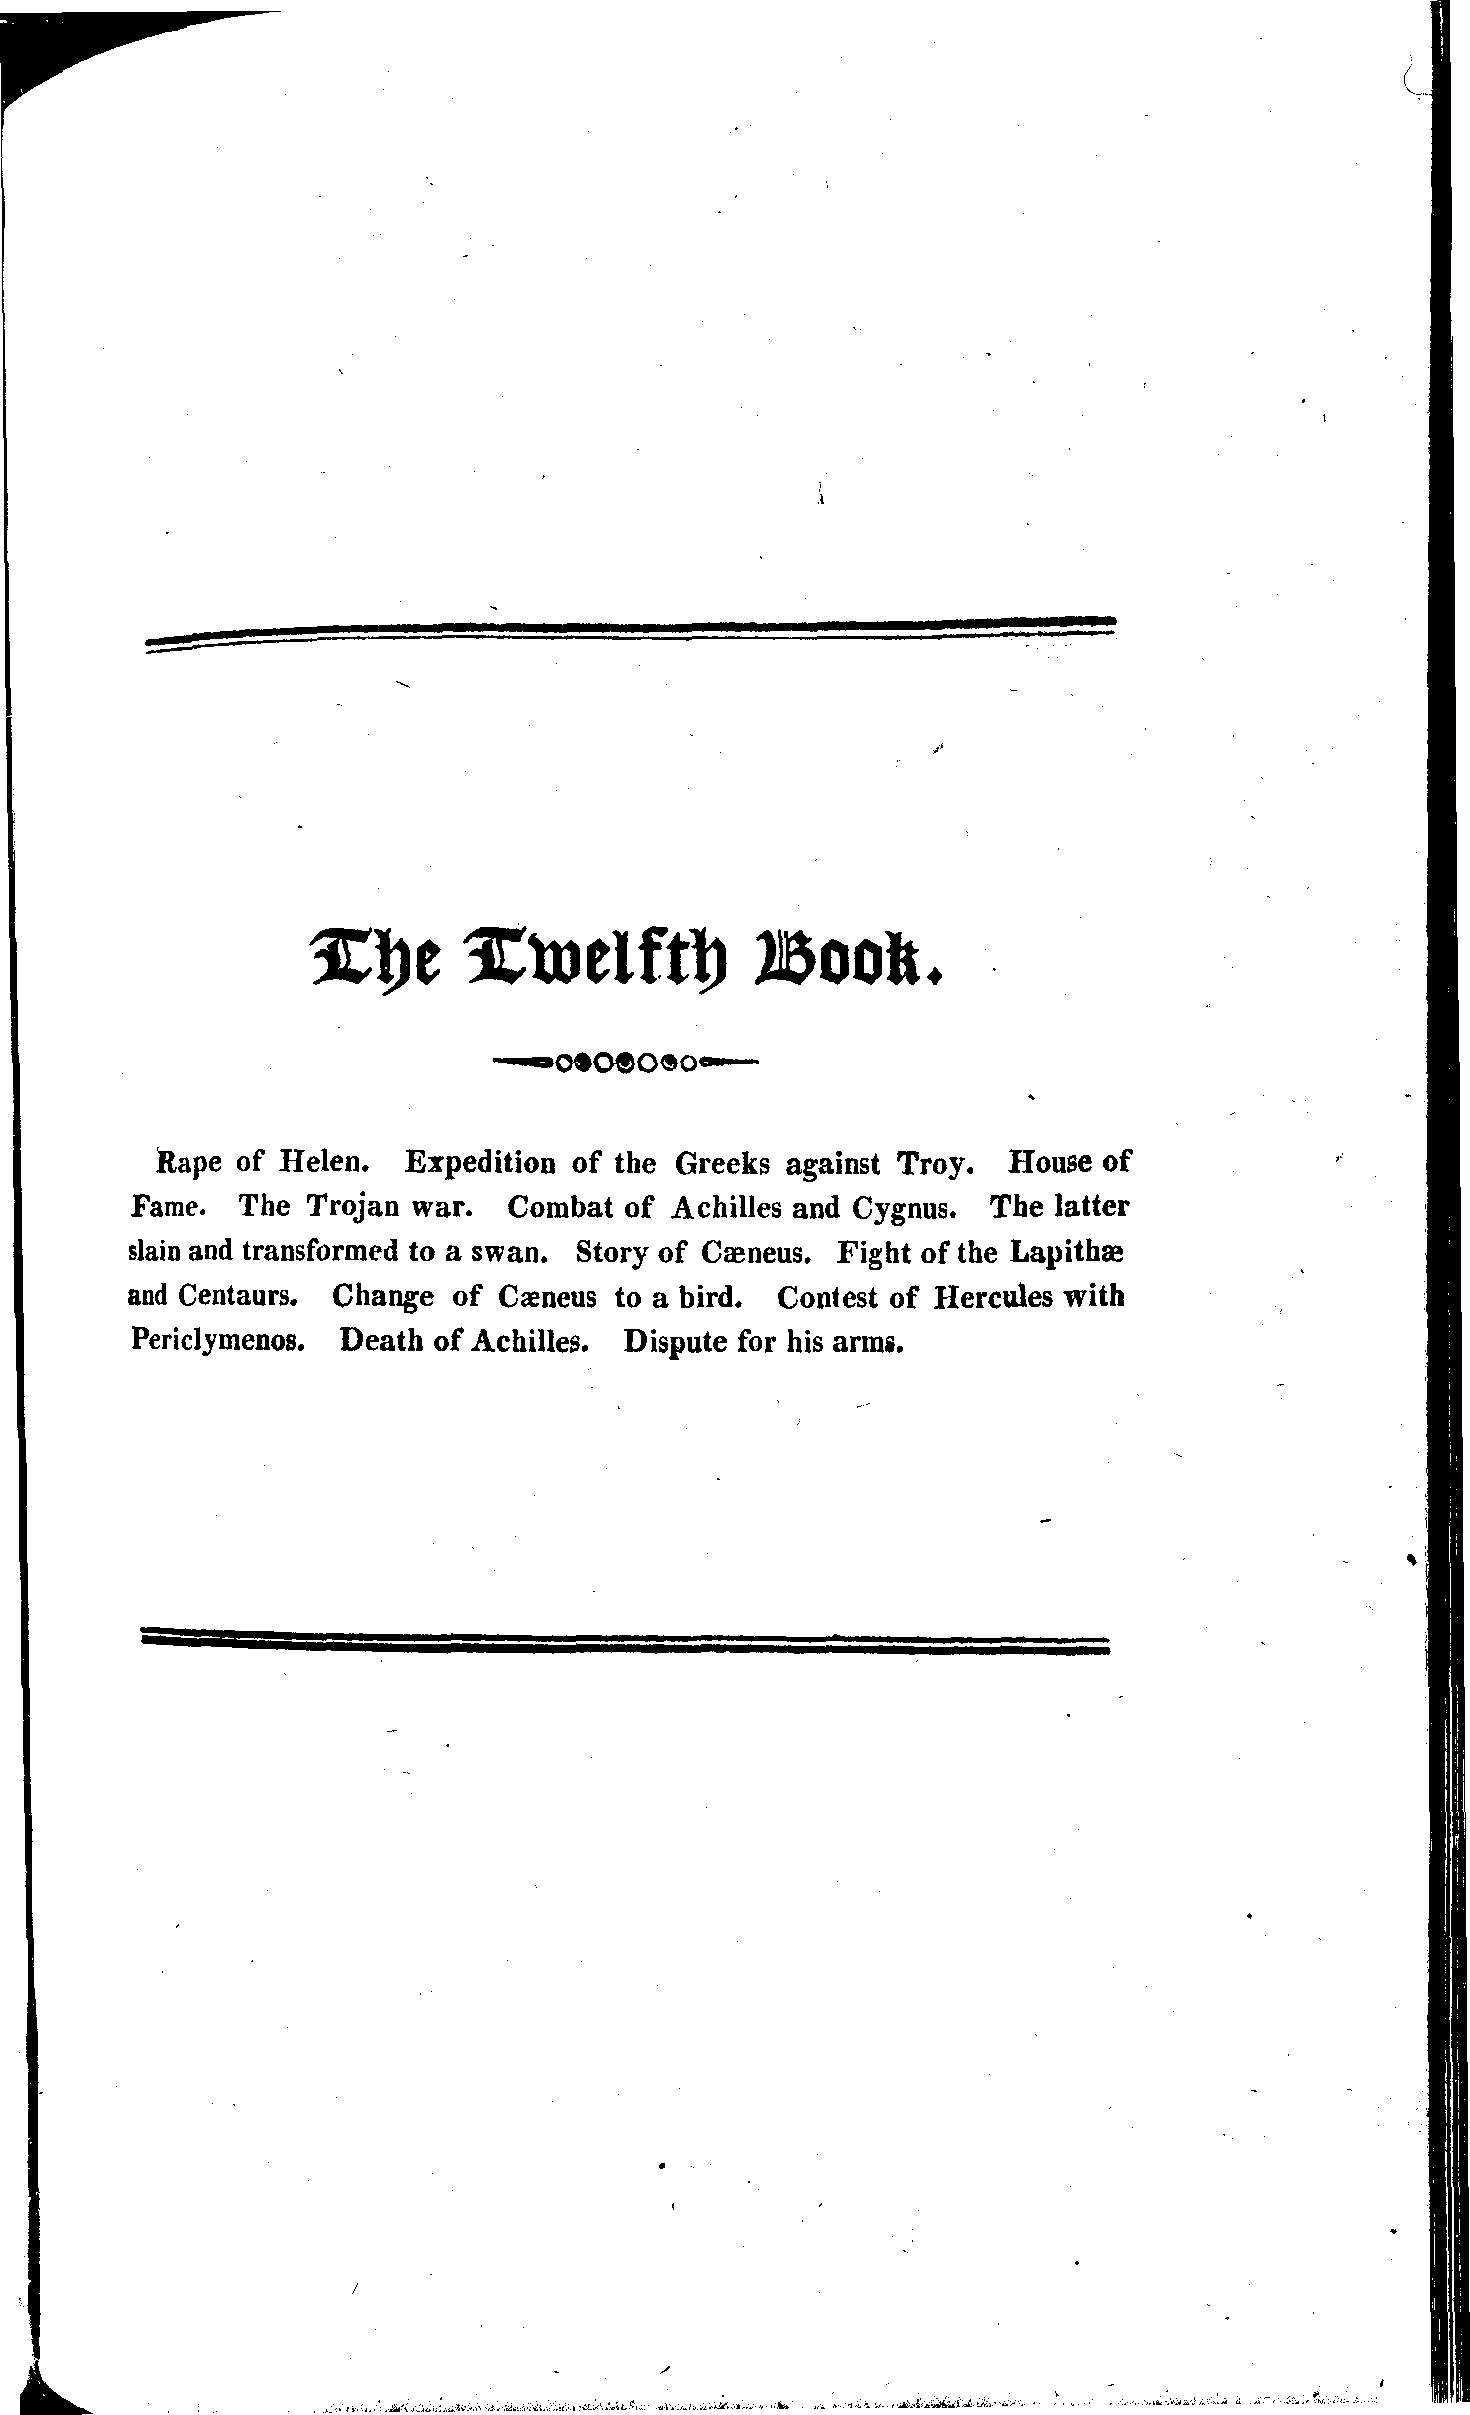 The Twelfth Book.
Rape of Helen. Expedition of the Greeks against Troy. House of
Fame. The Trojan war. Combat of Achilles and Cygnus. The latter
slain and transformed to a swan. Story of Cæneus. Fight of the Lapithæ
and Centaurs. Change of Cæneus to a bird. Contest of Hercules with
Periclymenos. Death of Achilles. Dispute for his arms.